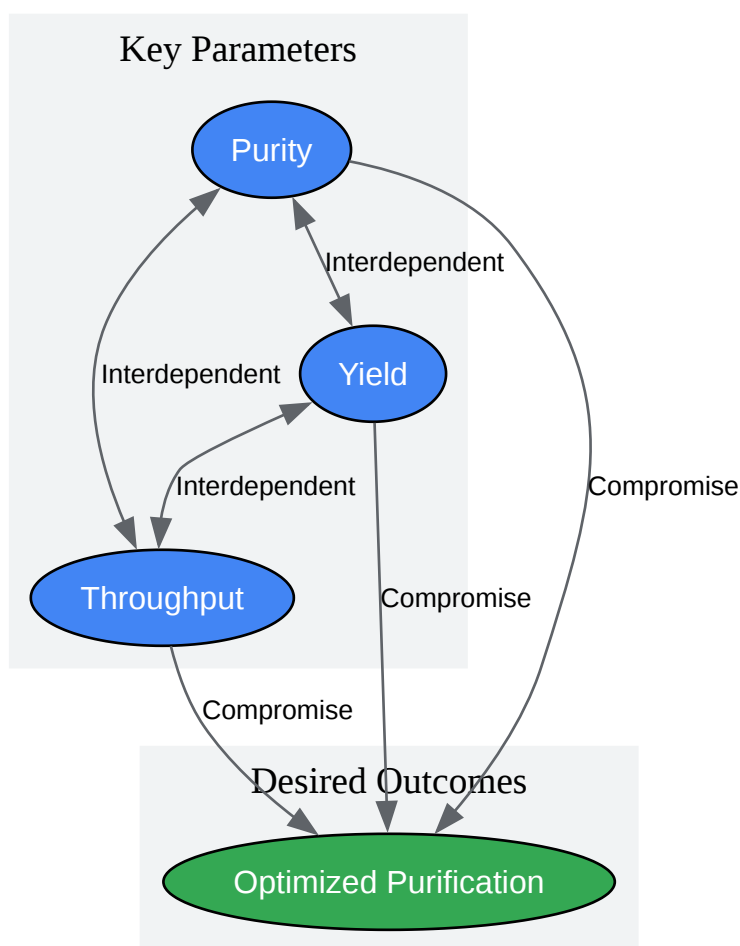 Key Parameters
Purity
Interdependent
Interdependent
Yield
Interdependent
Compromise
Throughput
Compromise
Compromise
Desired Outcomes
Optimized Purification